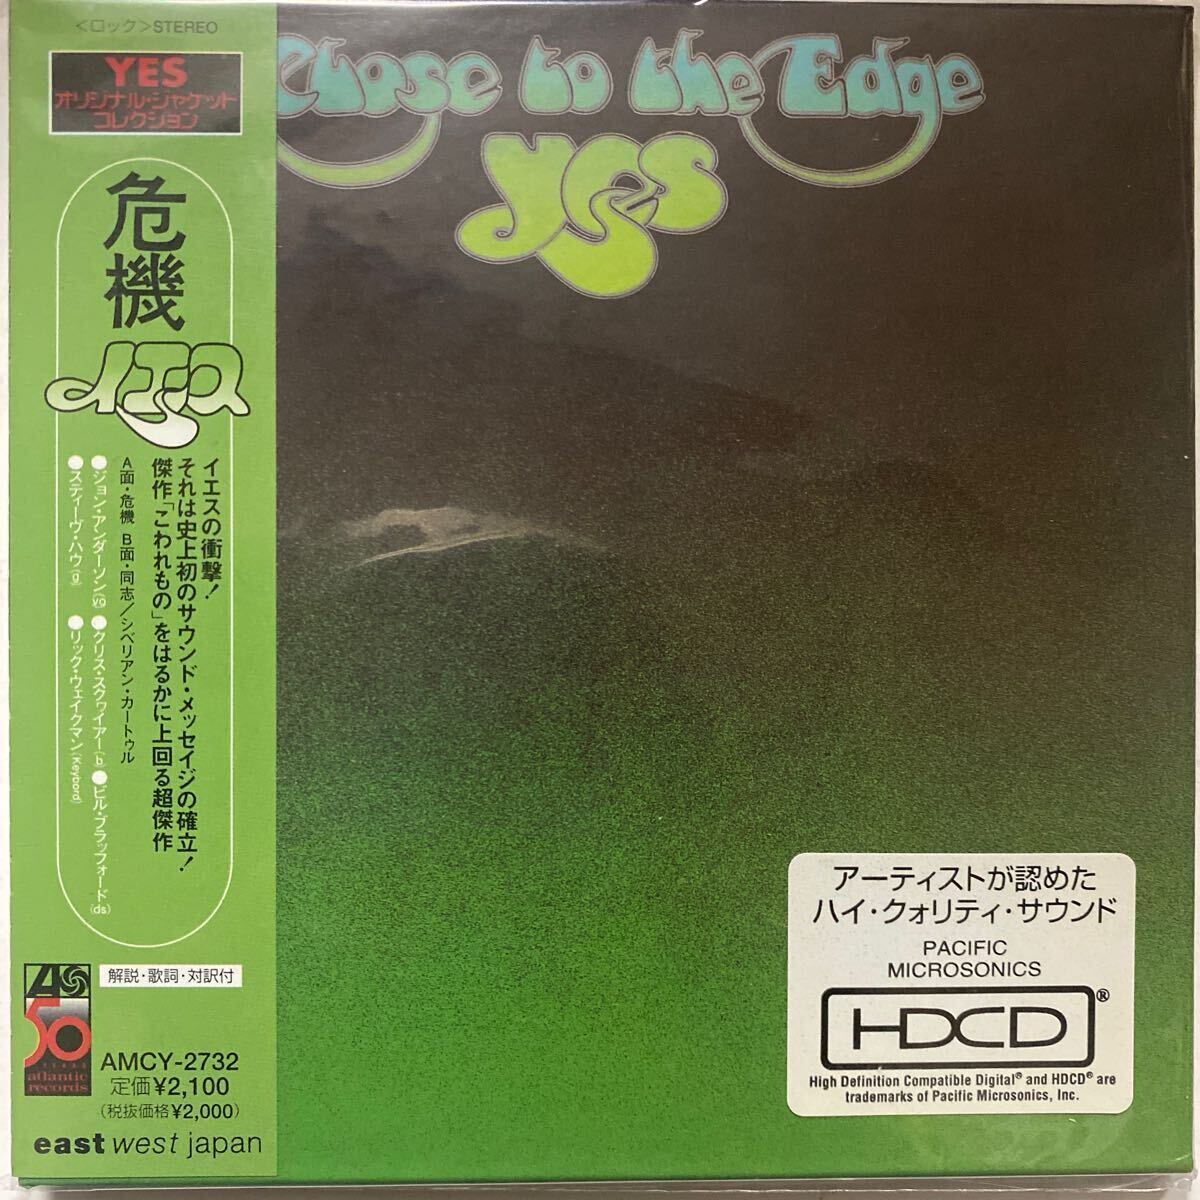 <ロック>STEREO
YES
オリジナル・ジャケット
コレクション
危機
イエス
イエスの衝撃！
それは史上初のサウンド・メッセイジの確立！
傑作「こわれもの」をはるかに上回る超傑作
A面・危機 B面・同志／シベリアン・カートゥル
●ジョン・アンダーソン(vo) ●クリス・スクワイアー(b) ●ビル・ブラッフォード(ds)
●スティーヴ・ハウ(g) ●リック・ウェイクマン(Keybord)
50
YEARS
atlantic
records
解説・歌詞・対訳付
AMCY-2732
定価¥2,100
(税抜価格¥2,000)
east west japan
Close to the Edge
yes
アーティストが認めた
ハイ・クォリティ・サウンド
PACIFIC
MICROSONICS
HDCD®
High Definition Compatible Digital® and HDCD® are
trademarks of Pacific Microsonics, Inc.